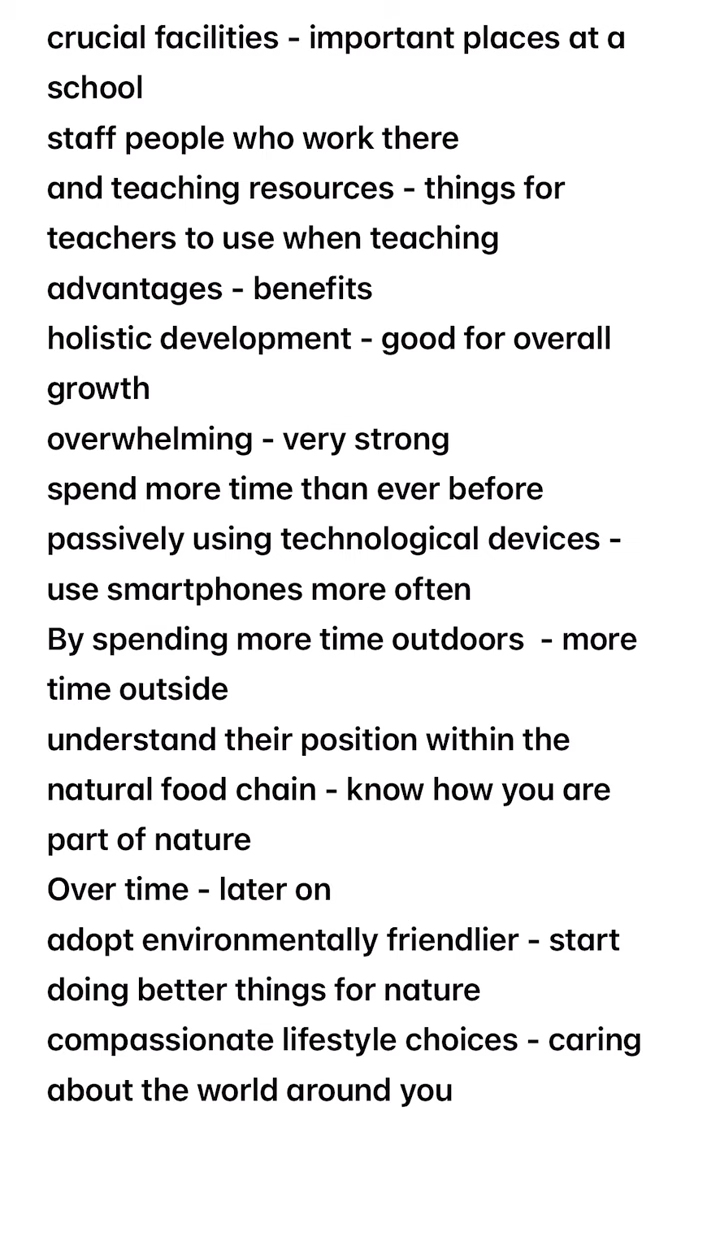 crucial facilities - important places at a
school
staff people who work there
and teaching resources - things for
teachers to use when teaching
advantages - benefits
holistic development - good for overall
growth
overwhelming - very strong
spend more time than ever before
passively using technological devices -
use smartphones more often
By spending more time outdoors  - more
time outside
understand their position within the
natural food chain - know how you are
part of nature
Over time - later on
adopt environmentally friendlier - start
doing better things for nature
compassionate lifestyle choices - caring
about the world around you